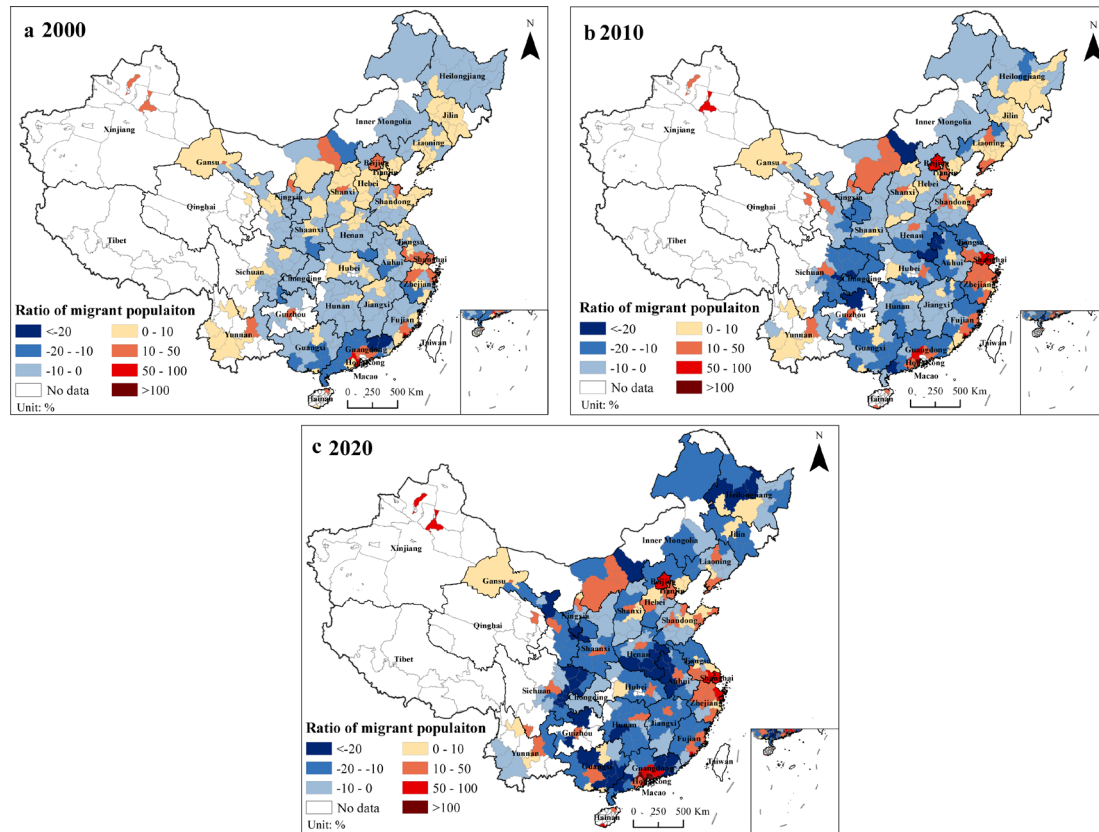 a 2000
N
Heilongjiang
Jilin
Inner Mongolia
Liaoning
Xinjiang
Gansu
Beijing
Tianjin
Hebei
Ningxia
Shanxi
Shandong
Qinghai
Shaanxi
Henan
Jiangsu
Tibet
Shanghai
Anhui
Hubei
Sichuan
Chongqing
Zhejiang
Hunan
Jiangxi
Guizhou
Fujian
Yunnan
Guangxi
Guangdong
Taiwan
Hong Kong
Macao
Hainan
Ratio of migrant populaiton
<-20
0 - 10
-20 - -10
10 - 50
-10 - 0
50 - 100
No data
>100
Unit: %
0 250 500 Km
b 2010
N
Heilongjiang
Jilin
Inner Mongolia
Liaoning
Xinjiang
Gansu
Beijing
Tianjin
Hebei
Ningxia
Shanxi
Shandong
Qinghai
Shaanxi
Henan
Jiangsu
Tibet
Shanghai
Anhui
Hubei
Sichuan
Chongqing
Zhejiang
Hunan
Jiangxi
Guizhou
Fujian
Yunnan
Guangxi
Guangdong
Taiwan
Hong Kong
Macao
Hainan
Ratio of migrant populaiton
<-20
0 - 10
-20 - -10
10 - 50
-10 - 0
50 - 100
No data
>100
Unit: %
0 250 500 Km
c 2020
N
Heilongjiang
Jilin
Inner Mongolia
Liaoning
Xinjiang
Gansu
Beijing
Tianjin
Hebei
Ningxia
Shanxi
Shandong
Qinghai
Shaanxi
Henan
Jiangsu
Tibet
Shanghai
Anhui
Hubei
Sichuan
Chongqing
Zhejiang
Hunan
Jiangxi
Guizhou
Fujian
Yunnan
Guangxi
Guangdong
Taiwan
Hong Kong
Macao
Hainan
Ratio of migrant populaiton
<-20
0 - 10
-20 - -10
10 - 50
-10 - 0
50 - 100
No data
>100
Unit: %
0 250 500 Km